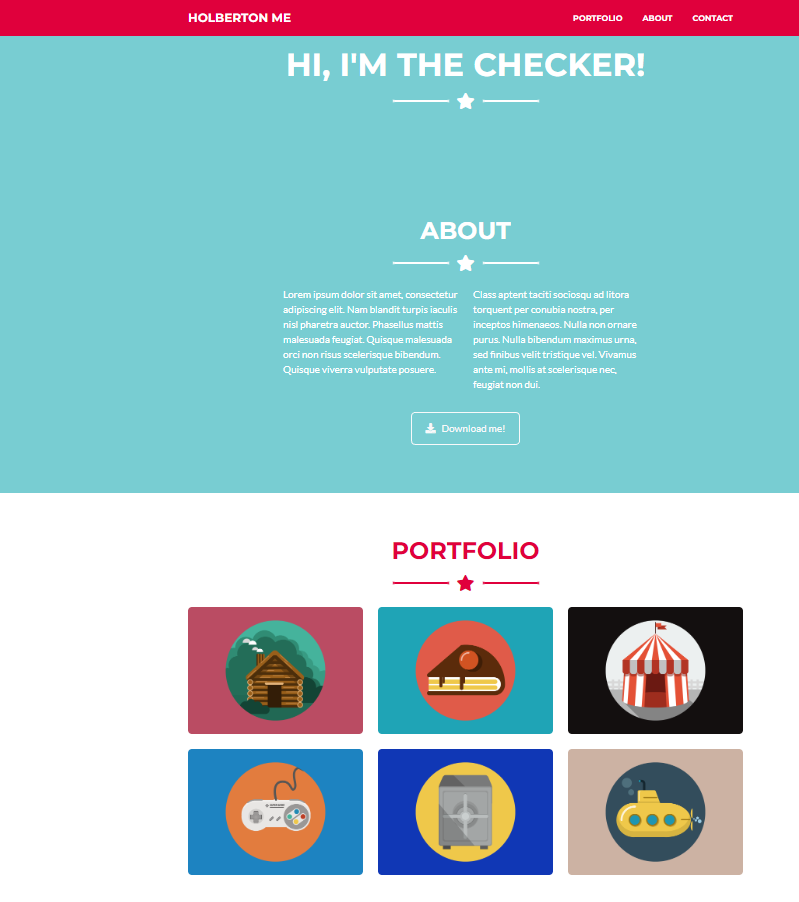 HOLBERTON ME
PORTFOLIO ABOUT CONTACT
HI, I'M THE CHECKER!
ABOUT
Lorem ipsum dolor sit amet, consectetur
adipiscing elit. Nam blandit turpis iaculis
nisl pharetra auctor. Phasellus mattis
malesuada feugiat. Quisque malesuada
orci non risus scelerisque bibendum.
Quisque viverra vulputate posuere.
Class aptent taciti sociosqu ad litora
torquent per conubia nostra, per
inceptos himenaeos. Nulla non ornare
purus. Nulla bibendum maximus urna,
sed finibus velit tristique vel. Vivamus
ante mi, mollis at scelerisque nec,
feugiat non dui.
Download me!
PORTFOLIO